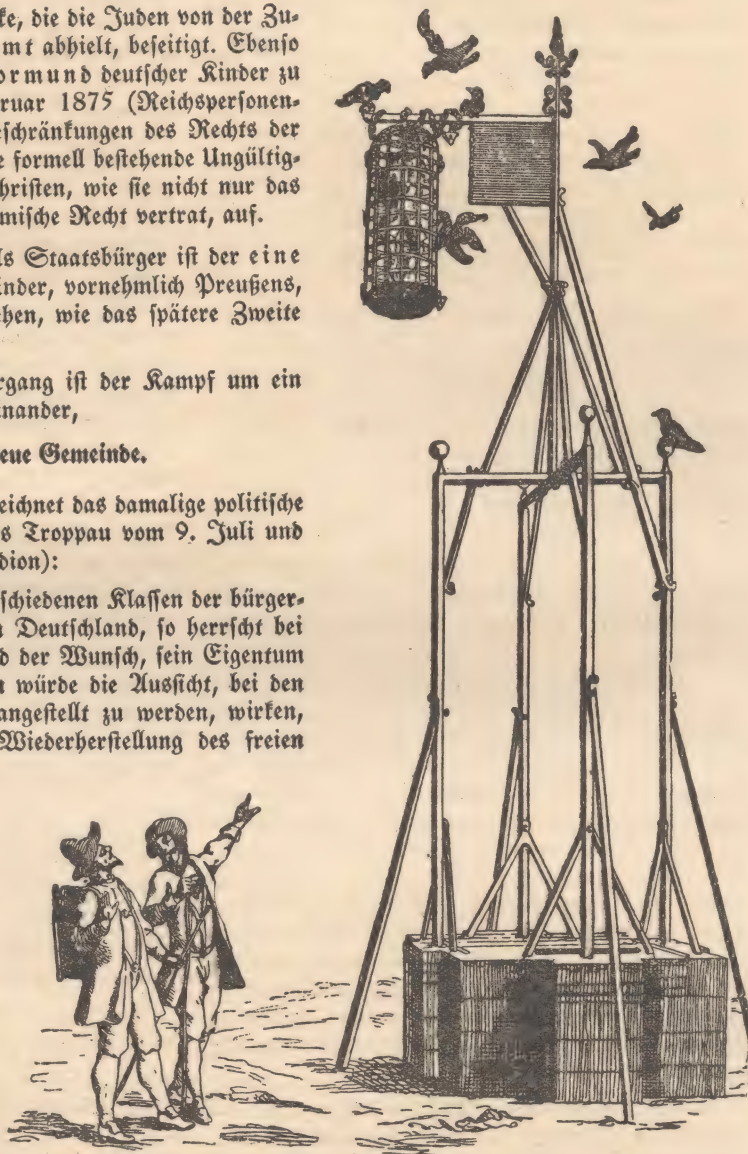 ke, die die Juden von der Zu-
amt abhielt, beseitigt. Ebenso
ormund deutscher Kinder zu
ruar 1875 (Reichspersonen-
schränkungen des Rechts der
e formell bestehende Ungültig-
hriften, wie sie nicht nur das
mische Recht vertrat, auf.
ls Staatsbürger ist der eine
inder, vornehmlich Preußens,
hen, wie das spätere Zweite
rgang ist der Kampf um ein
nander,
eue Gemeinde.
eichnet das damalige politische
s Troppau vom 9. Juli und
dion):
schiedenen Klassen der bürger-
n Deutschland, so herrscht bei
d der Wunsch, sein Eigentum
n würde die Aussicht, bei den
angestellt zu werden, wirken,
Wiederherstellung des freien